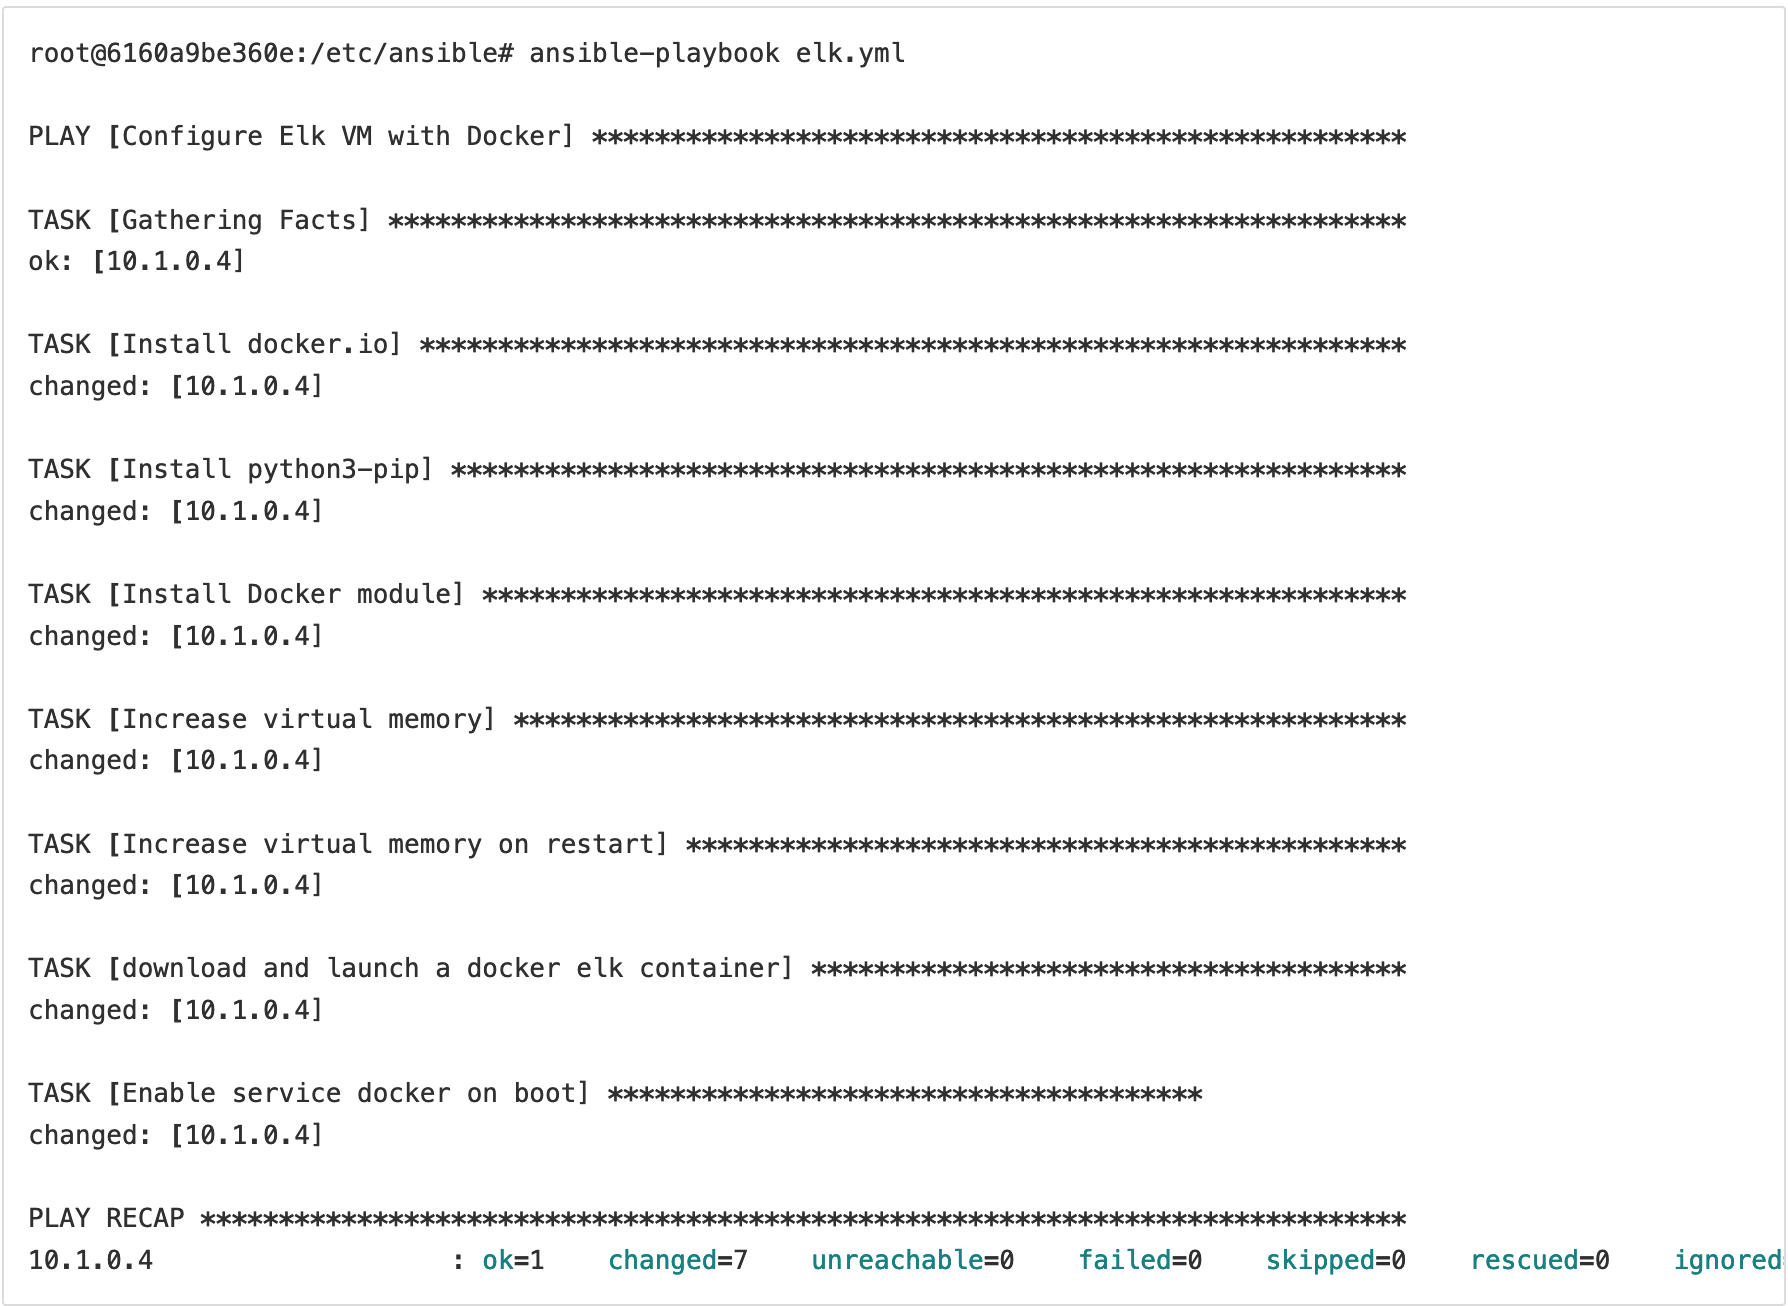 root@6160a9be360e:/etc/ansible# ansible-playbook elk.yml
PLAY [Configure Elk VM with Docker] ****************************************************
TASK [Gathering Facts] *****************************************************************
ok: [10.1.0.4]
TASK [Install docker.io] ***************************************************************
changed: [10.1.0.4]
TASK [Install python3-pip] *************************************************************
changed: [10.1.0.4]
TASK [Install Docker module] ***********************************************************
changed: [10.1.0.4]
TASK [Increase virtual memory] *********************************************************
changed: [10.1.0.4]
TASK [Increase virtual memory on restart] **********************************************
changed: [10.1.0.4]
TASK [download and launch a docker elk container] **************************************
changed: [10.1.0.4]
TASK [Enable service docker on boot] **************************************
changed: [10.1.0.4]
PLAY RECAP *****************************************************************************
10.1.0.4                   : ok=1    changed=7    unreachable=0    failed=0    skipped=0    rescued=0    ignored=